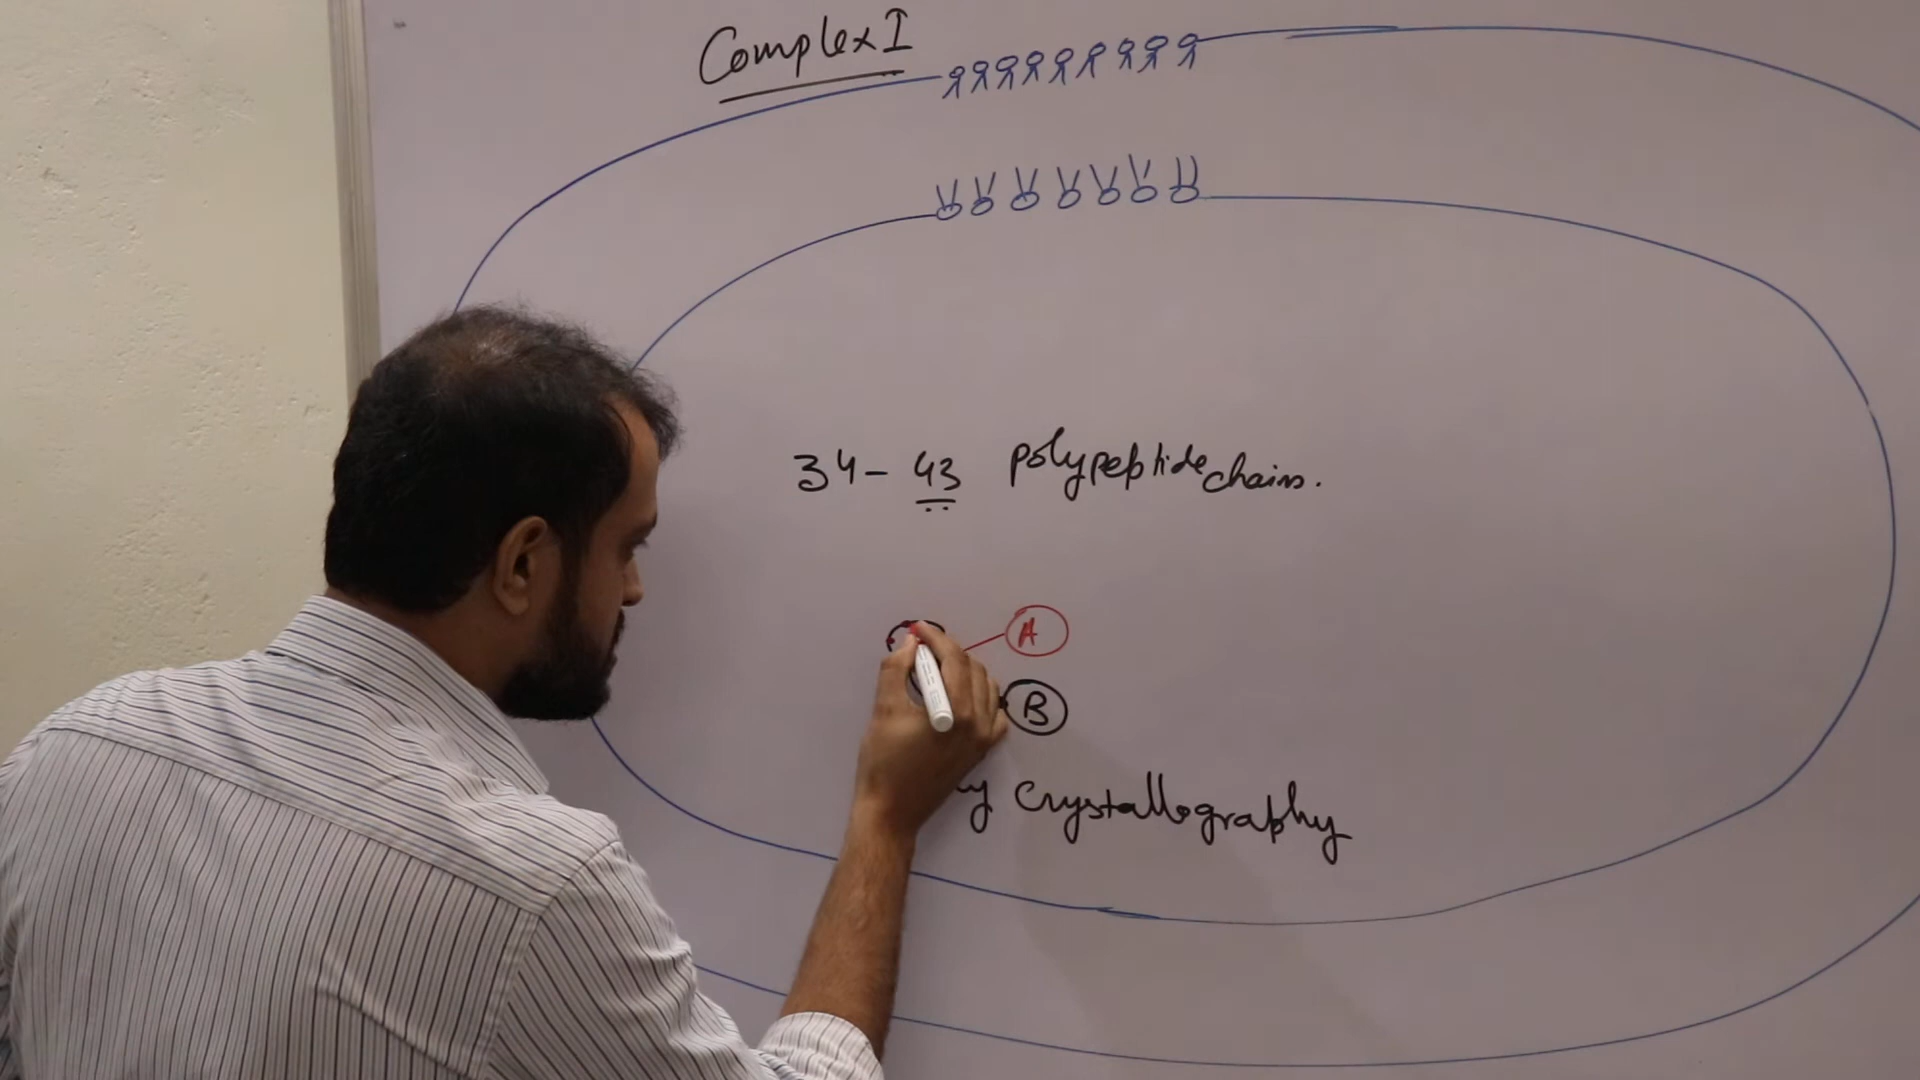 Complex I
34 - 43 polypeptide chains.
A
B
Crystallography